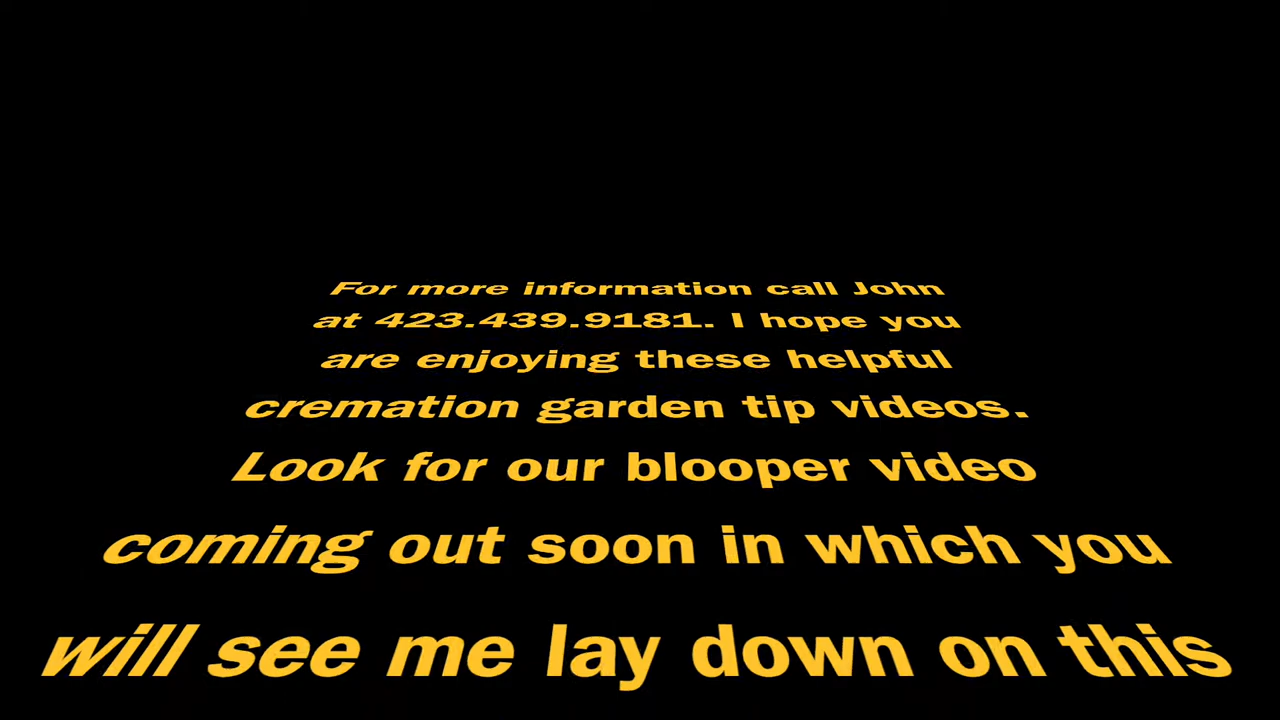 For more information call John
at 423.439.9181. I hope you
are enjoying these helpful
cremation garden tip videos.
Look for our blooper video
coming out soon in which you
will see me lay down on this